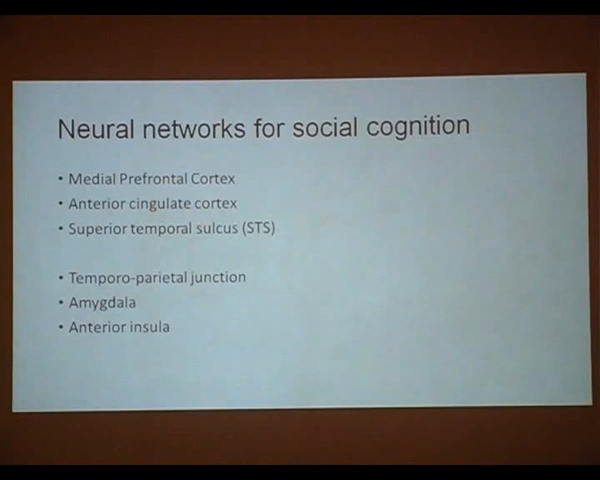 Neural networks for social cognition
• Medial Prefrontal Cortex
• Anterior cingulate cortex
• Superior temporal sulcus (STS)
• Temporo-parietal junction
• Amygdala
• Anterior insula